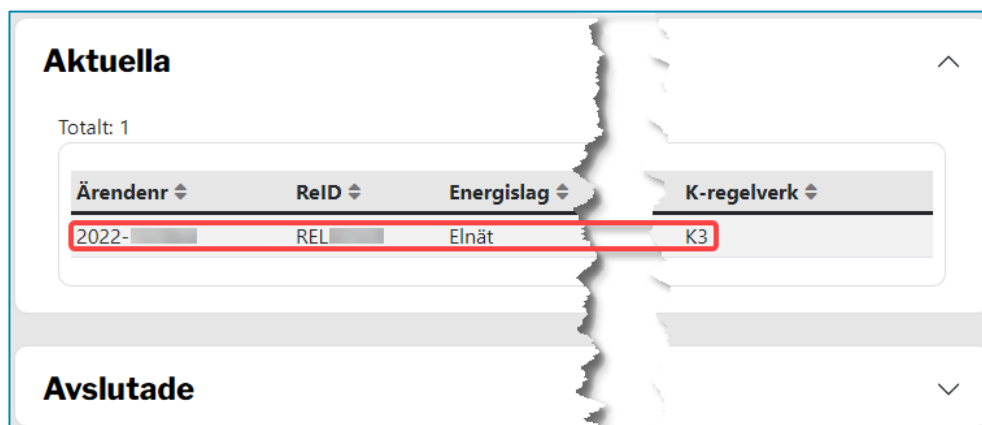 Aktuella
Totalt: 1
Ärendenr ReID Energislag K-regelverk
2022- REL Elnät K3
Avslutade